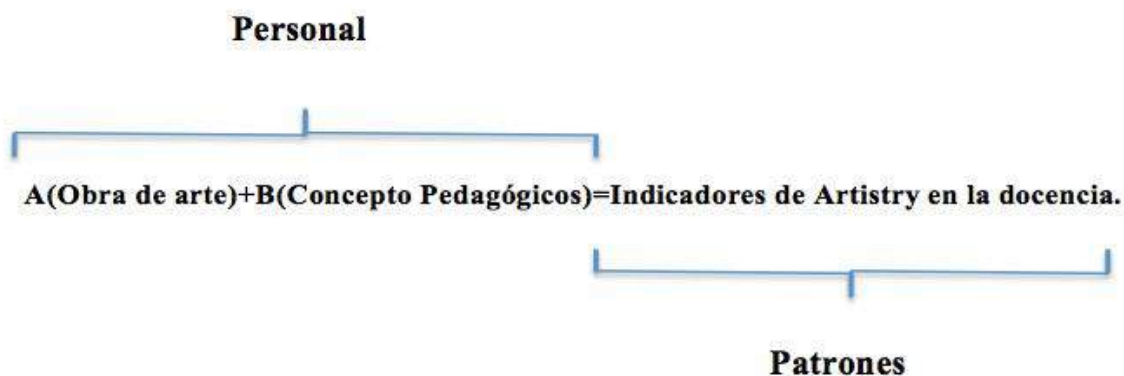 Personal
A(Obra de arte)+B(Concepto Pedagógicos)=Indicadores de Artistry en la docencia.
Patrones